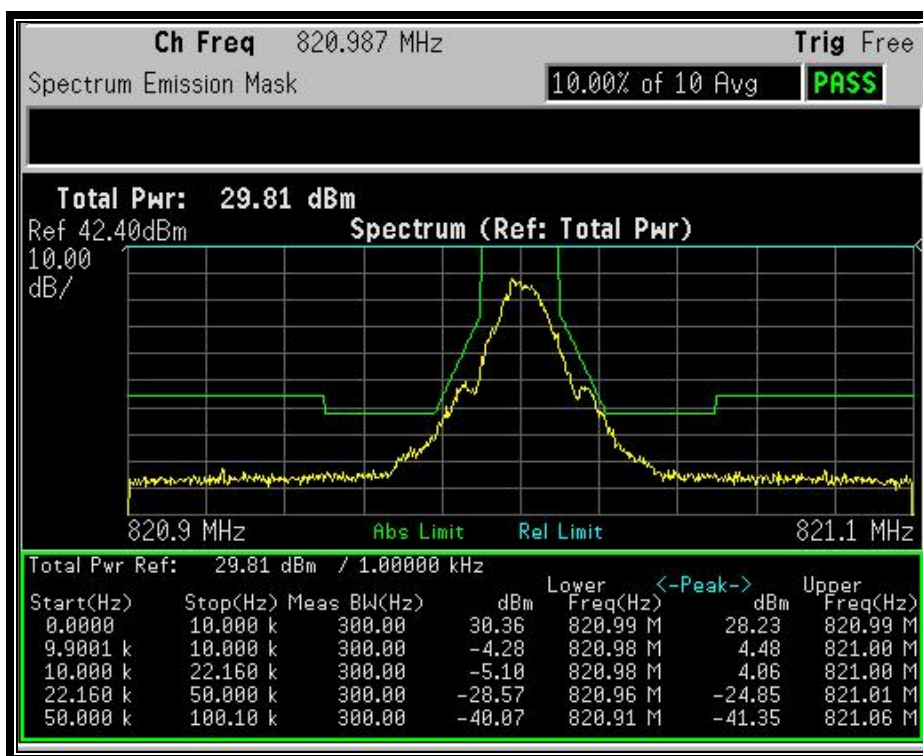 Ch Freq 820.987 MHz Trig Free
Spectrum Emission Mask 10.00% of 10 Avg PASS
Total Pwr: 29.81 dBm
Ref 42.40dBm Spectrum (Ref: Total Pwr)
10.00
dB/
820.9 MHz Abs Limit Rel Limit 821.1 MHz
Total Pwr Ref: 29.81 dBm / 1.00000 kHz
Lower <-Peak-> Upper
Start(Hz) Stop(Hz) Meas BW(Hz) dBm Freq(Hz) dBm Freq(Hz)
0.0000 10.000 k 300.00 30.36 820.99 M 28.23 820.99 M
9.9001 k 10.000 k 300.00 -4.28 820.98 M 4.48 821.00 M
10.000 k 22.160 k 300.00 -5.10 820.98 M 4.06 821.00 M
22.160 k 50.000 k 300.00 -28.57 820.96 M -24.85 821.01 M
50.000 k 100.10 k 300.00 -40.07 820.91 M -41.35 821.06 M